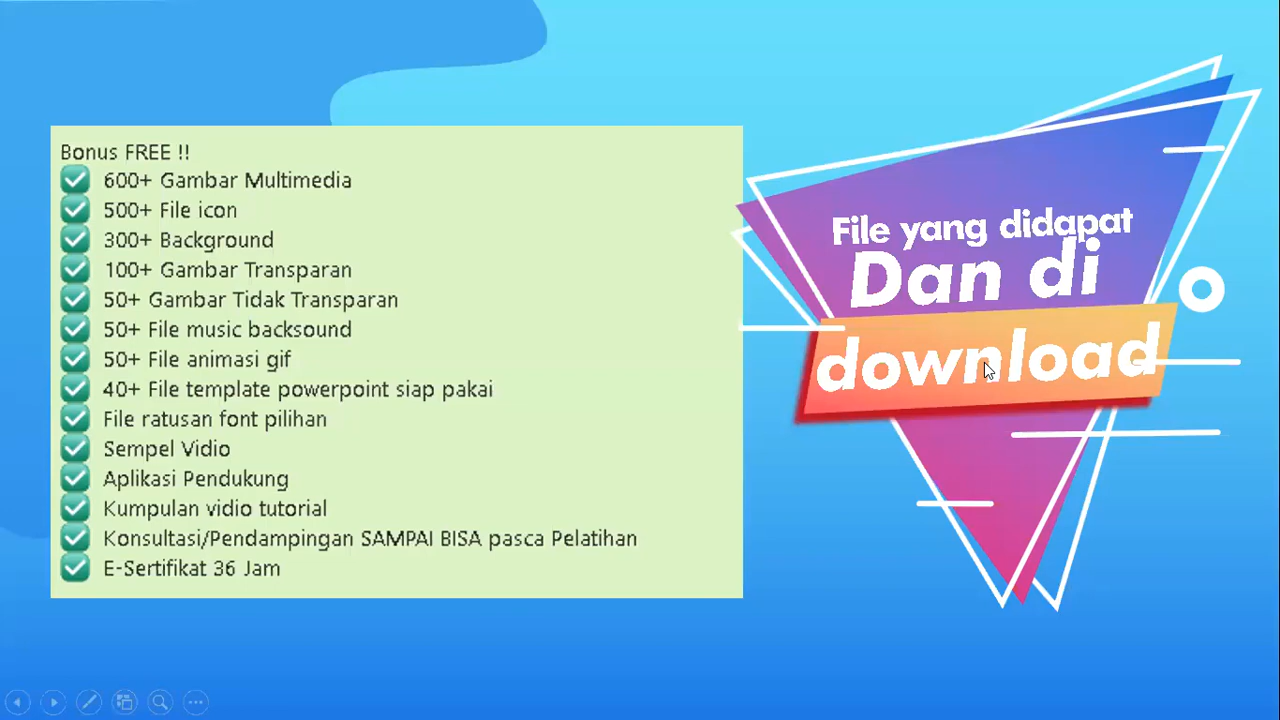 Bonus FREE !!
600+ Gambar Multimedia
500+ File icon
300+ Background
100+ Gambar Transparan
50+ Gambar Tidak Transparan
50+ File music backsound
50+ File animasi gif
40+ File template powerpoint siap pakai
File ratusan font pilihan
Sempel Vidio
Aplikasi Pendukung
Kumpulan vidio tutorial
Konsultasi/Pendampingan SAMPAI BISA pasca Pelatihan
E-Sertifikat 36 Jam
File yang didapat
Dan di
download